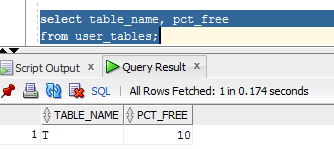 select table_name, pct_free
from user_tables;
Script Output × Query Result ×
SQL | All Rows Fetched: 1 in 0.174 seconds
TABLE_NAME PCT_FREE
1 T 10